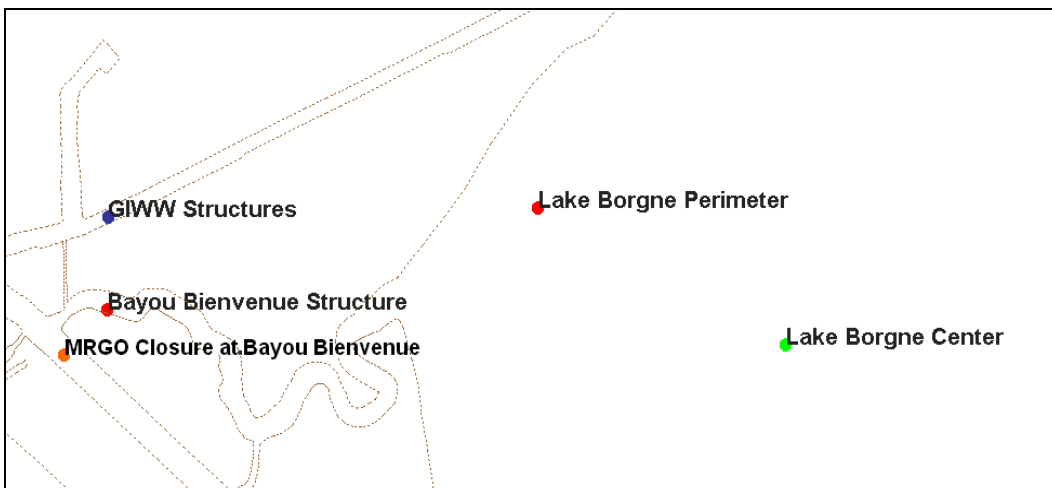 Lake Borgne Perimeter
GIWW Structures
Bayou Bienvenue Structure
MRGO Closure at Bayou Bienvenue
Lake Borgne Center